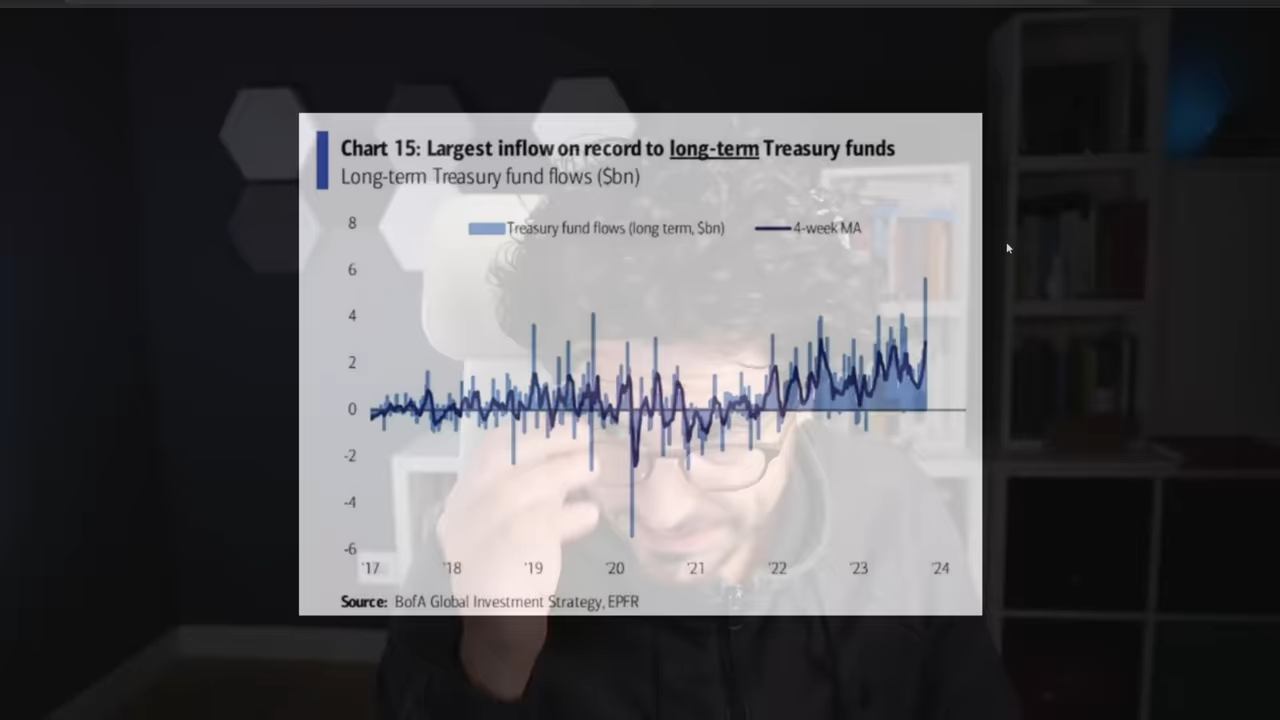 Chart 15: Largest inflow on record to long-term Treasury funds
Long-term Treasury fund flows ($bn)
Treasury fund flows (long term, $bn) 4-week MA
8
6
4
2
0
-2
-4
-6
'17 '18 '19 '20 '21 '22 '23 '24
Source: BofA Global Investment Strategy, EPFR